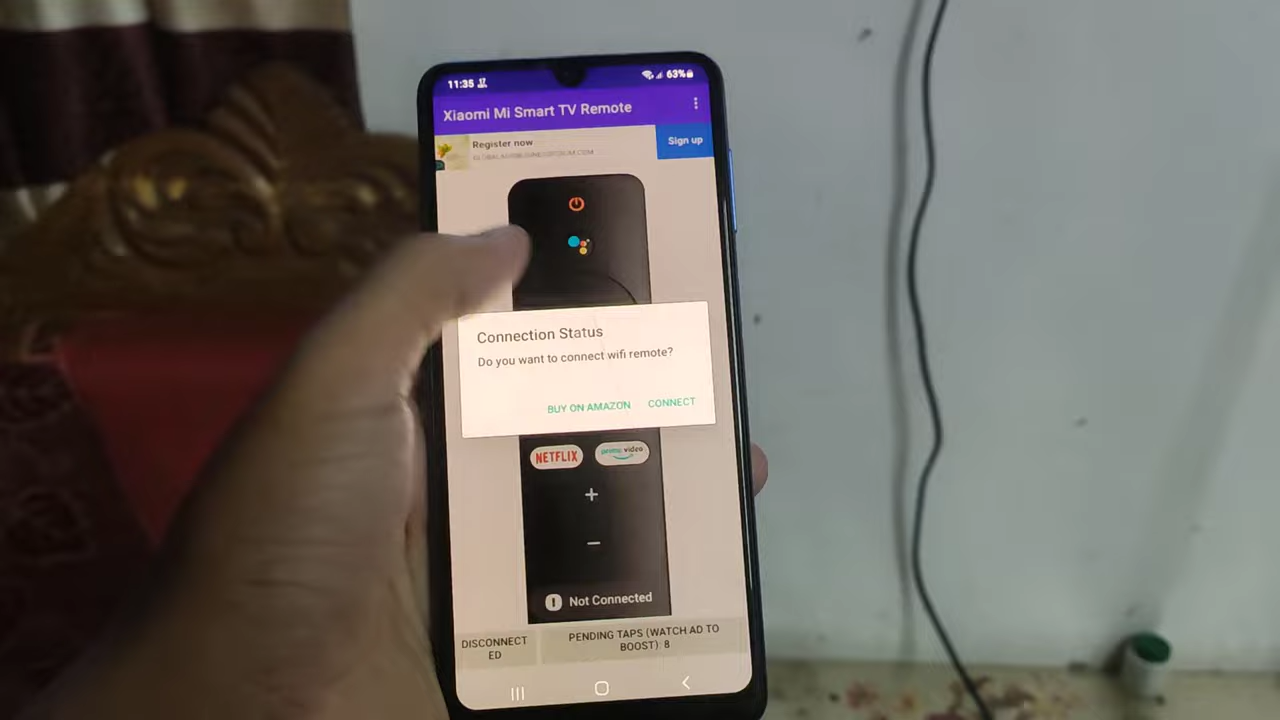 11:35
63%
Xiaomi Mi Smart TV Remote
Register now
Sign up
Connection Status
Do you want to connect wifi remote?
BUY ON AMAZON CONNECT
NETFLIX prime video
+
−
Not Connected
DISCONNECT
ED
PENDING TAPS (WATCH AD TO
BOOST): 8